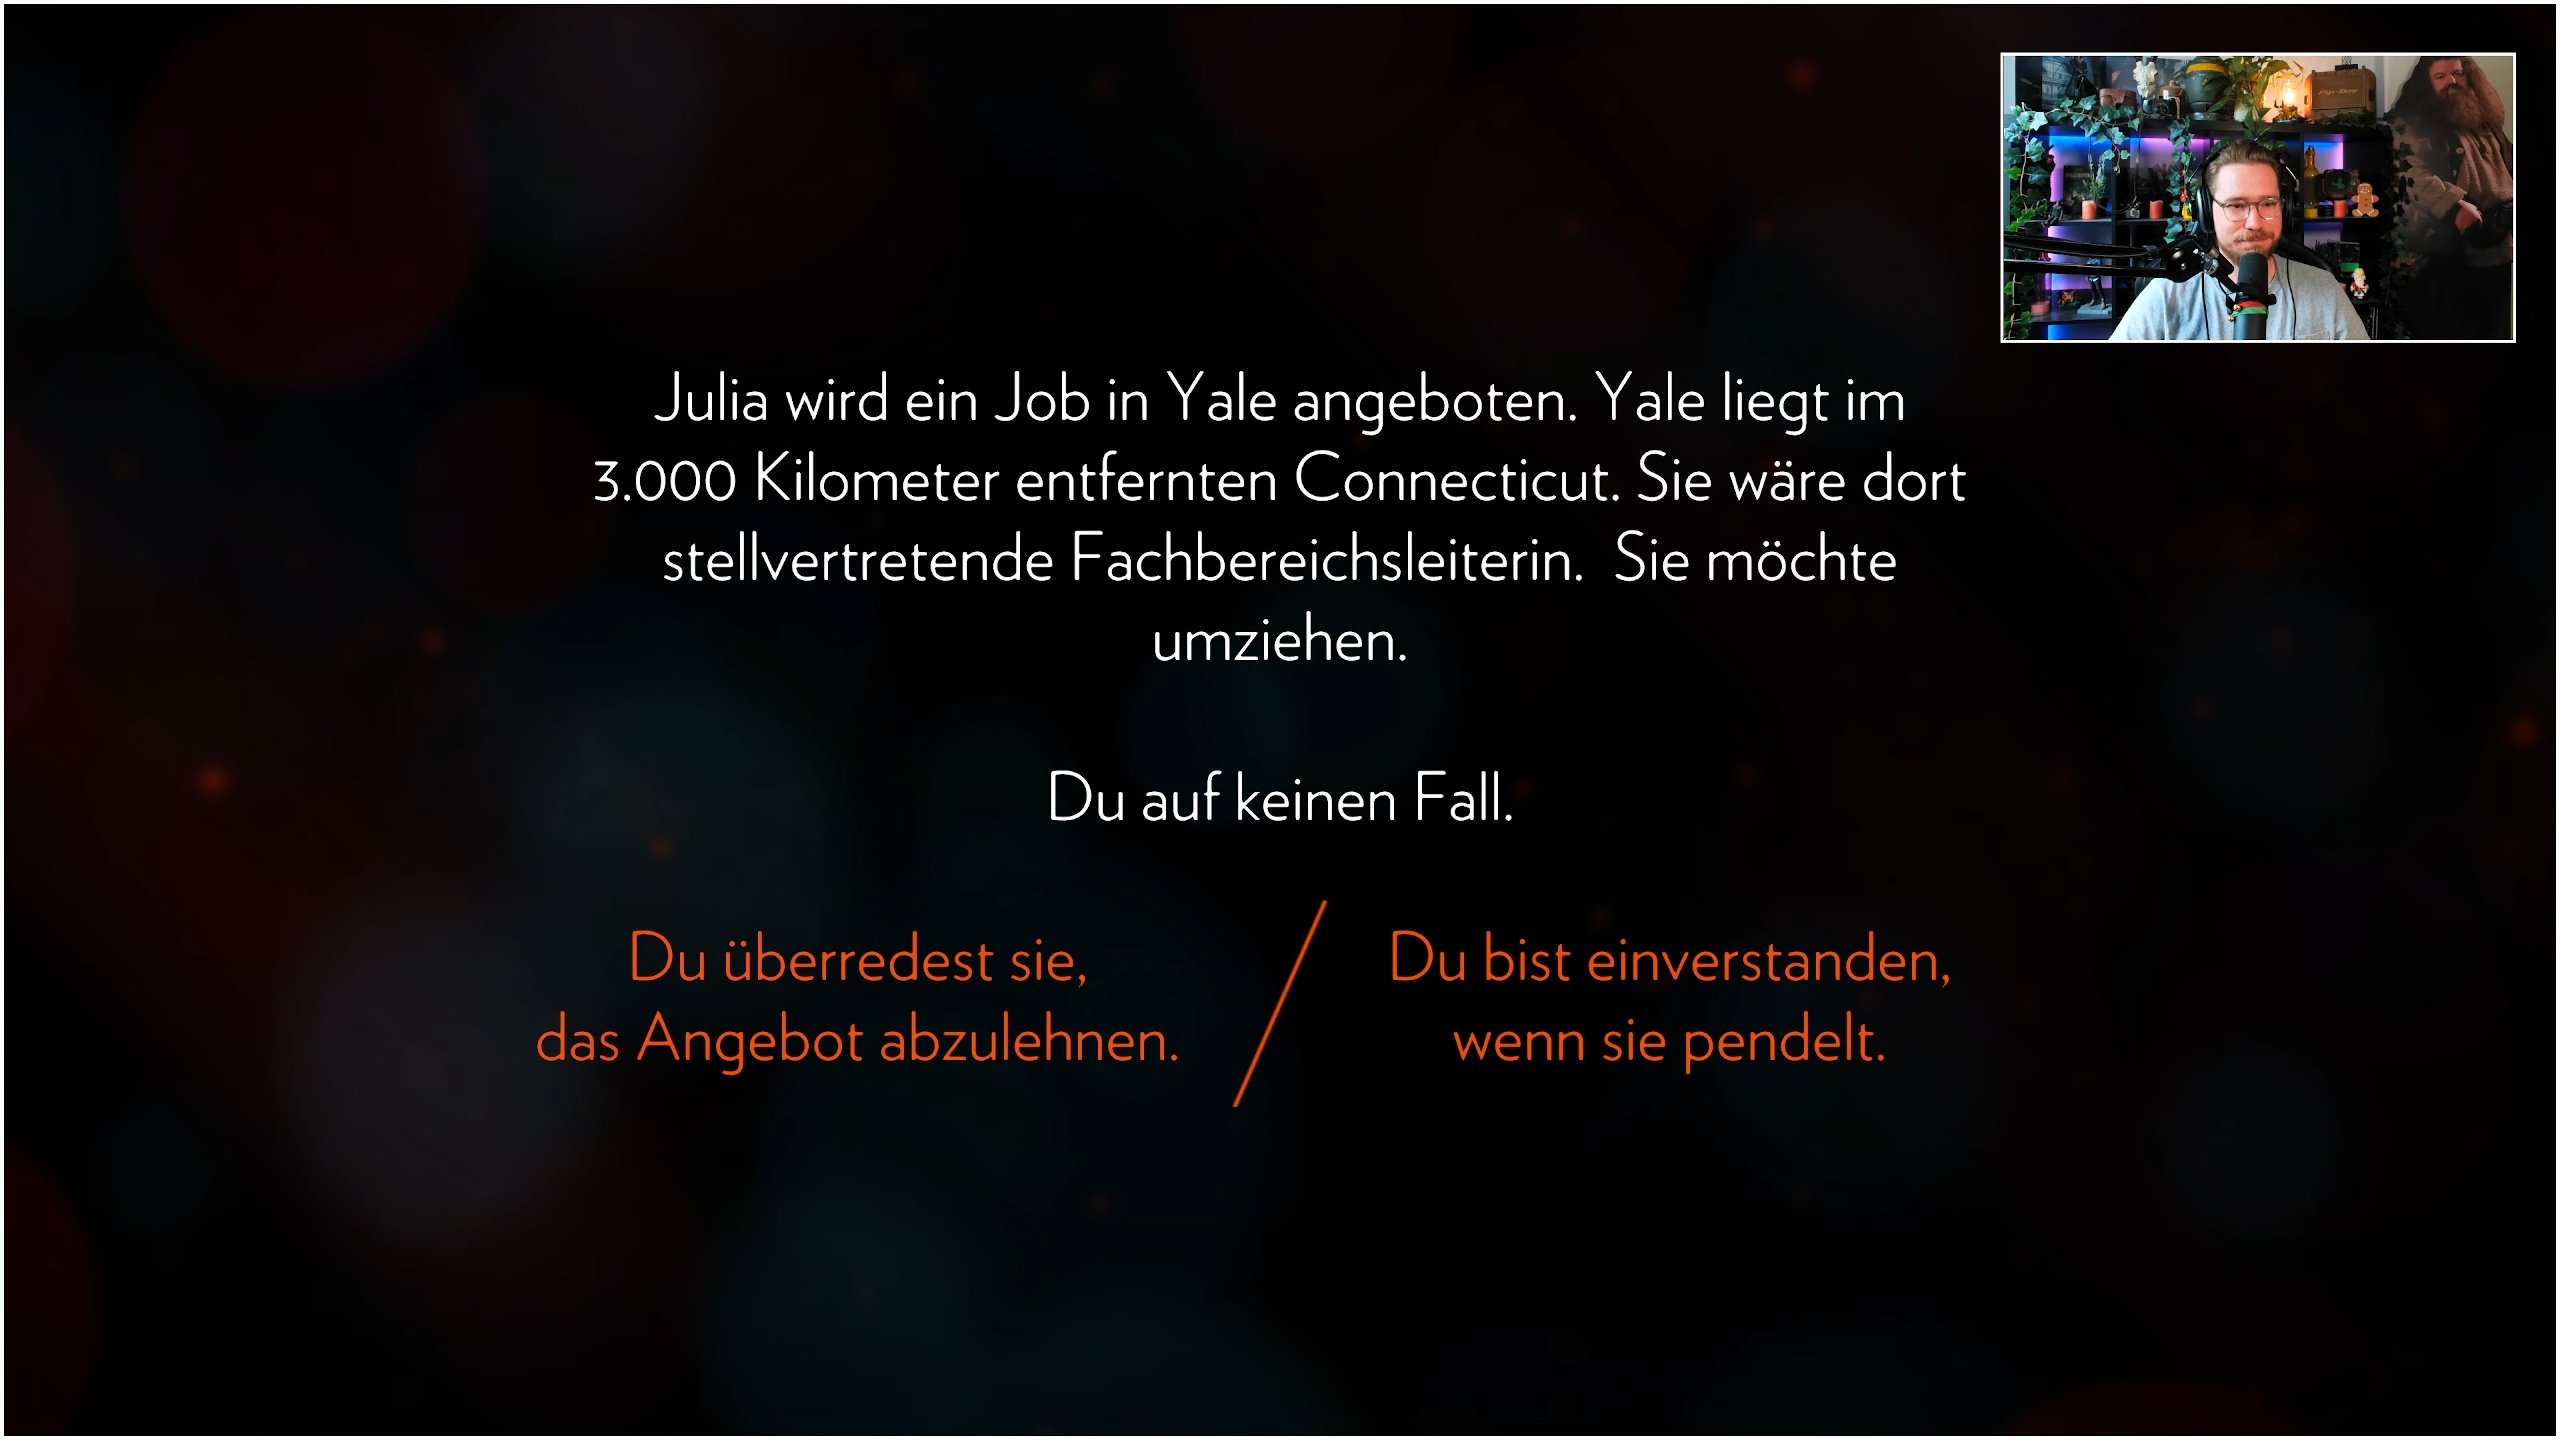 Julia wird ein Job in Yale angeboten. Yale liegt im
3.000 Kilometer entfernten Connecticut. Sie wäre dort
stellvertretende Fachbereichsleiterin.  Sie möchte
umziehen.
Du auf keinen Fall.
Du überredest sie,
das Angebot abzulehnen.
/
Du bist einverstanden,
wenn sie pendelt.
Pip-Boy